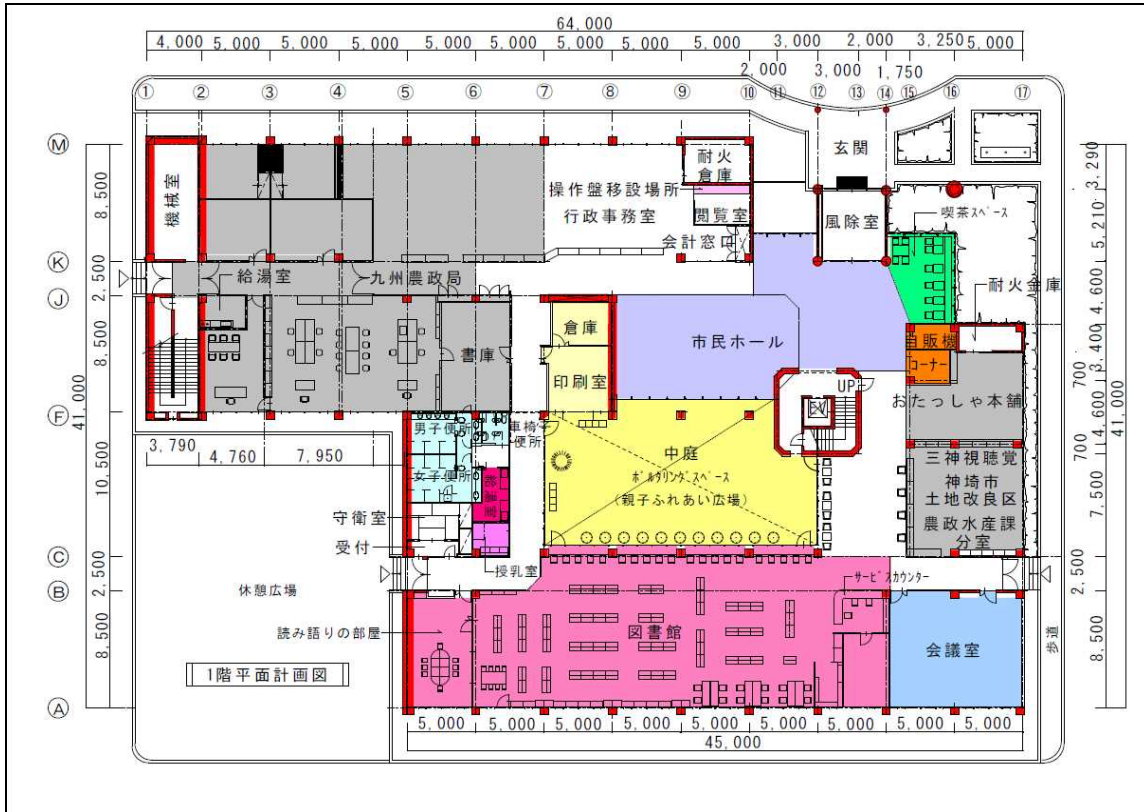 64,000
4,000 5,000 5,000 5,000 5,000 5,000 5,000 5,000 5,000 3,000 2,000 3,250 5,000
2,000 3,000 1,750
① ② ③ ④ ⑤ ⑥ ⑦ ⑧ ⑨ ⑩ ⑪ ⑫ ⑬ ⑭ ⑮ ⑯ ⑰
Ⓜ
Ⓚ
Ⓙ
Ⓕ
Ⓒ
Ⓑ
Ⓐ
41,000
8,500
2,500
8,500
10,500
2,500
8,500
機械室
操作盤移設場所
行政事務室
耐火
倉庫
閲覧室
会計窓口
玄関
風除室
喫茶スペース
耐火金庫
給湯室
九州農政局
書庫
倉庫
印刷室
市民ホール
自販機
コーナー
UP
EV
おたっしゃ本舗
男子便所
車椅子
便所
女子便所
給湯室
中庭
ボルダリングスペース
(親子ふれあい広場)
三神視聴覚
神埼市
土地改良区
農政水産課
分室
守衛室
受付
授乳室
休憩広場
読み語りの部屋
図書館
サービスカウンター
会議室
歩道
1階平面計画図
3,790
4,760 7,950
3,290
5,210
4,600
3,400
700
14,600
700
7,500
2,500
8,500
41,000
5,000 5,000 5,000 5,000 5,000 5,000 5,000 5,000 5,000
45,000